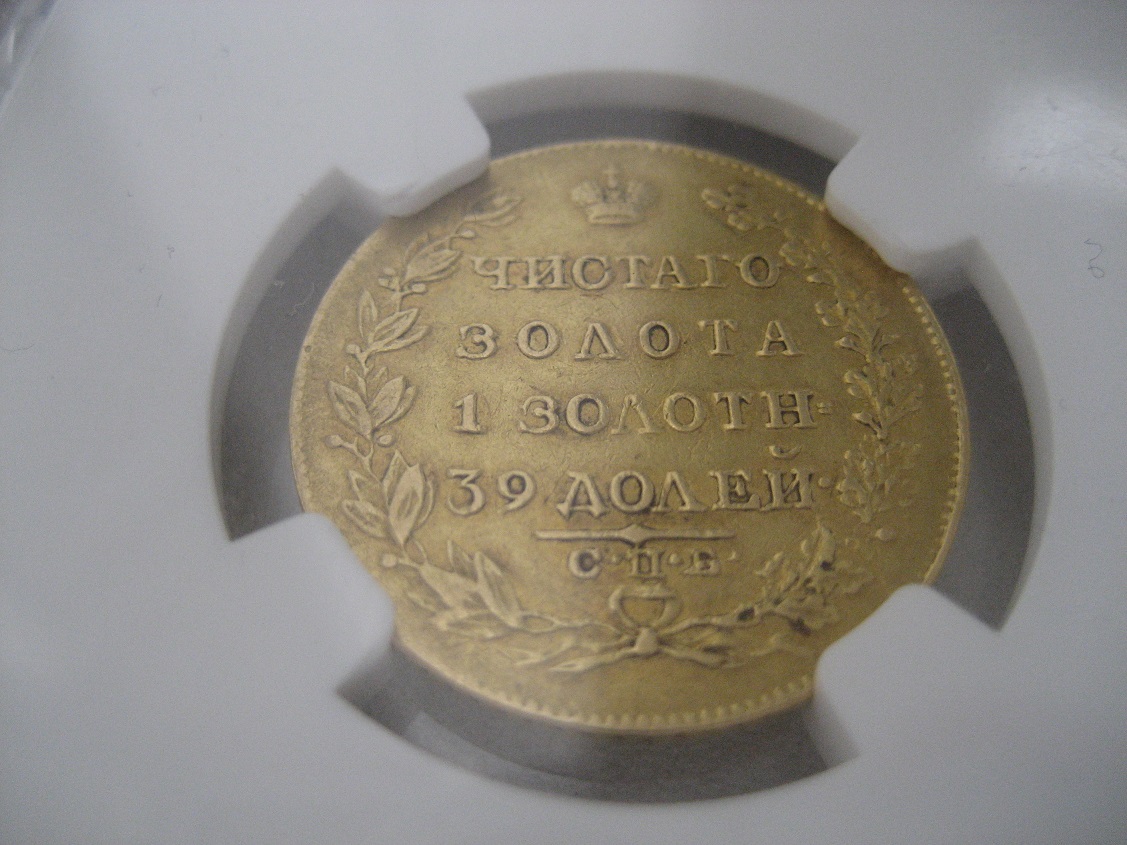 ЧИСТАГО
ЗОЛОТА
1 ЗОЛОТН=
39 ДОЛЕЙ·
С·П·Б·